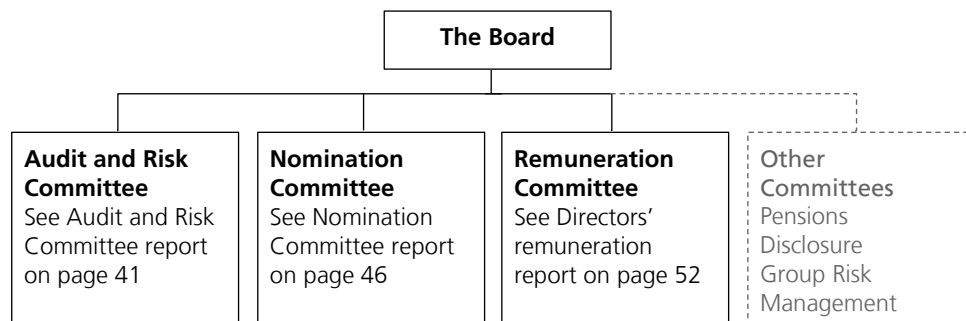 The Board
Audit and Risk
Committee
See Audit and Risk
Committee report
on page 41
Nomination
Committee
See Nomination
Committee report
on page 46
Remuneration
Committee
See Directors’
remuneration
report on page 52
Other
Committees
Pensions
Disclosure
Group Risk
Management